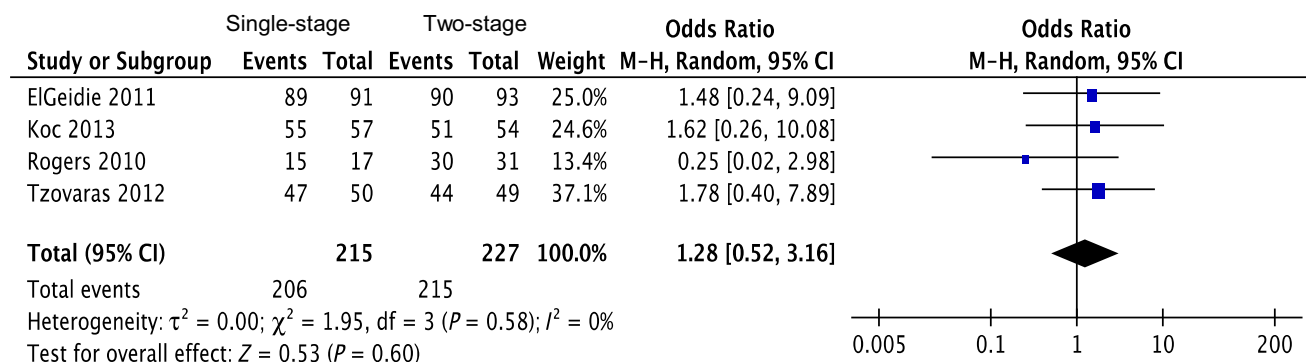 Single-stage Two-stage Odds Ratio Odds Ratio
Study or Subgroup Events Total Events Total Weight M-H, Random, 95% CI M-H, Random, 95% CI
ElGeidie 2011 89 91 90 93 25.0% 1.48 [0.24, 9.09]
Koc 2013 55 57 51 54 24.6% 1.62 [0.26, 10.08]
Rogers 2010 15 17 30 31 13.4% 0.25 [0.02, 2.98]
Tzovaras 2012 47 50 44 49 37.1% 1.78 [0.40, 7.89]
Total (95% CI) 215 227 100.0% 1.28 [0.52, 3.16]
Total events 206 215
Heterogeneity: τ² = 0.00; χ² = 1.95, df = 3 (P = 0.58); I² = 0%
Test for overall effect: Z = 0.53 (P = 0.60)
0.005 0.1 1 10 200